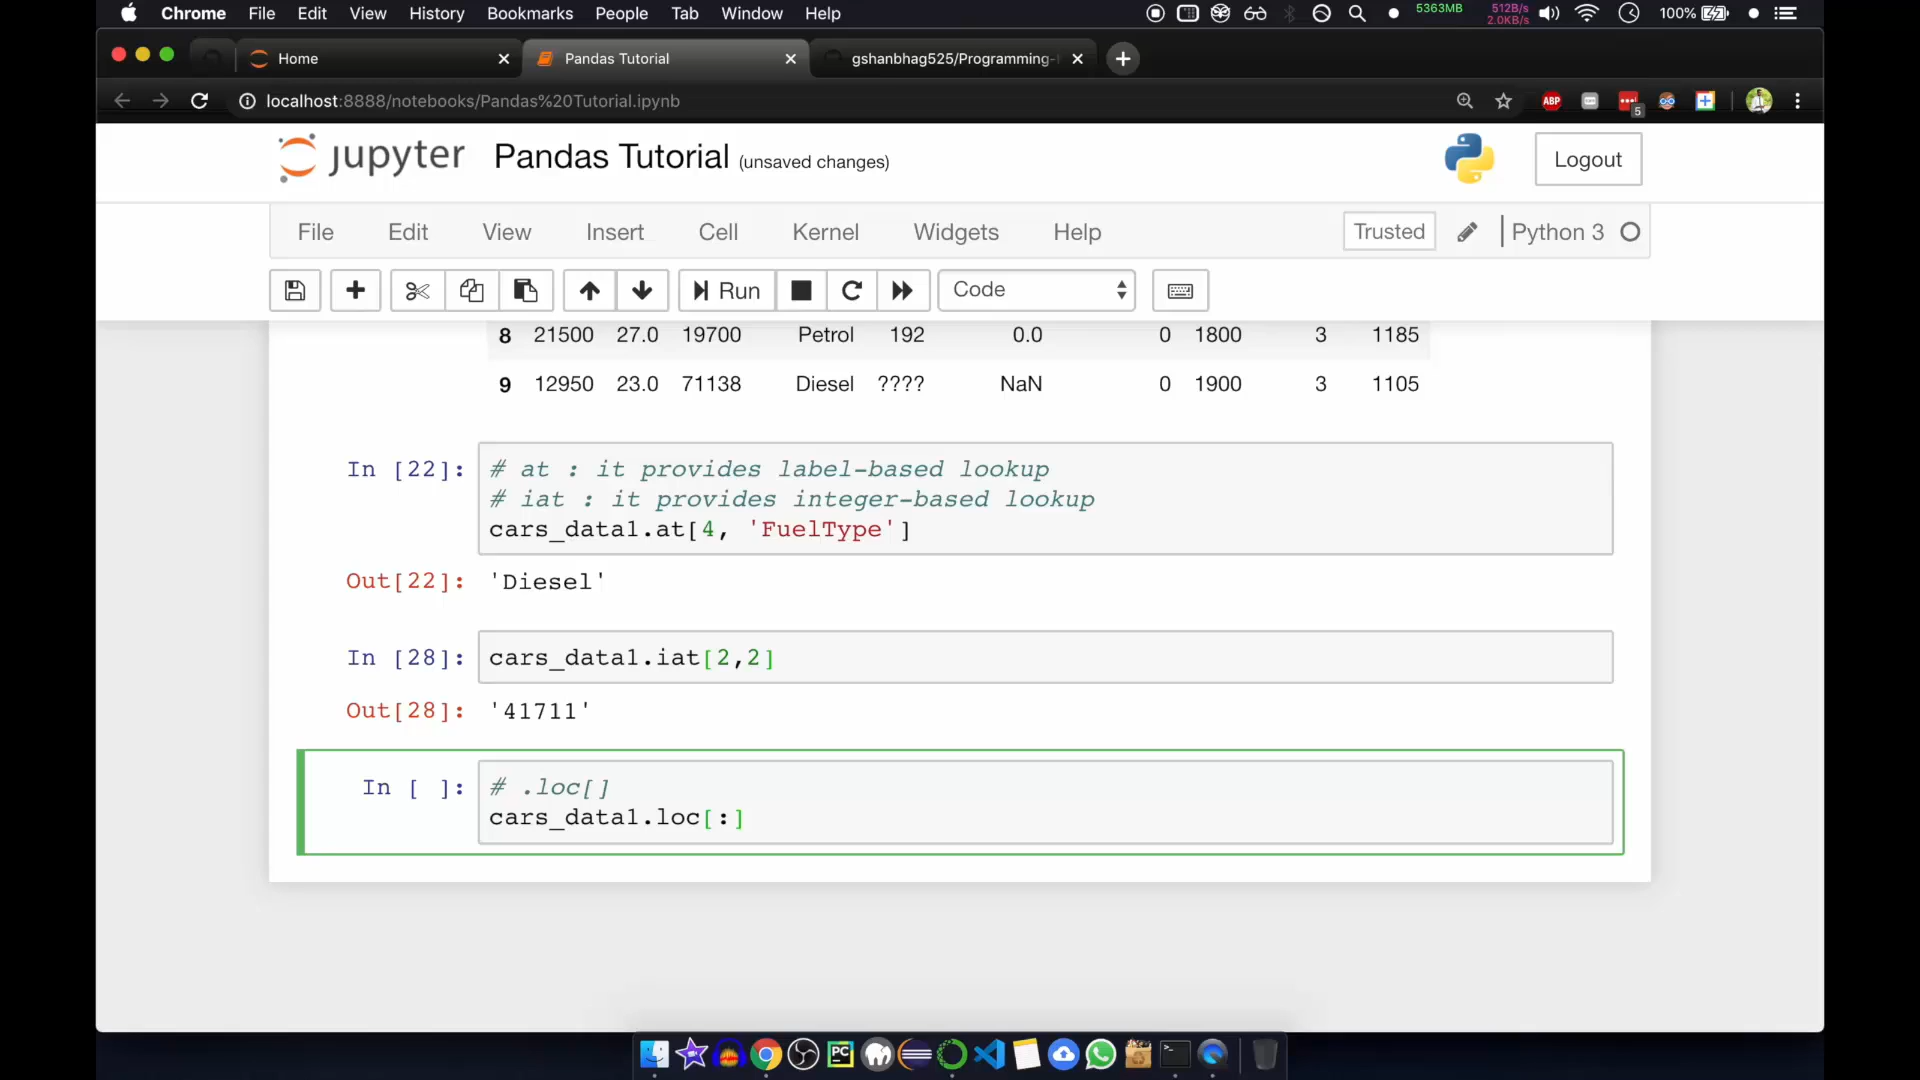 Chrome File Edit View History Bookmarks People Tab Window Help 5363MB 512B/s 2.0KB/s 100%
Home Pandas Tutorial gshanbhag525/Programming-
localhost:8888/notebooks/Pandas%20Tutorial.ipynb ABP 5
jupyter Pandas Tutorial (unsaved changes) Logout
File Edit View Insert Cell Kernel Widgets Help Trusted Python 3
Run Code
8 21500 27.0 19700 Petrol 192 0.0 0 1800 3 1185
9 12950 23.0 71138 Diesel ???? NaN 0 1900 3 1105
In [22]: # at : it provides label-based lookup
# iat : it provides integer-based lookup
cars_data1.at[4, 'FuelType']
Out[22]: 'Diesel'
In [28]: cars_data1.iat[2,2]
Out[28]: '41711'
In [ ]: # .loc[]
cars_data1.loc[:]
PC